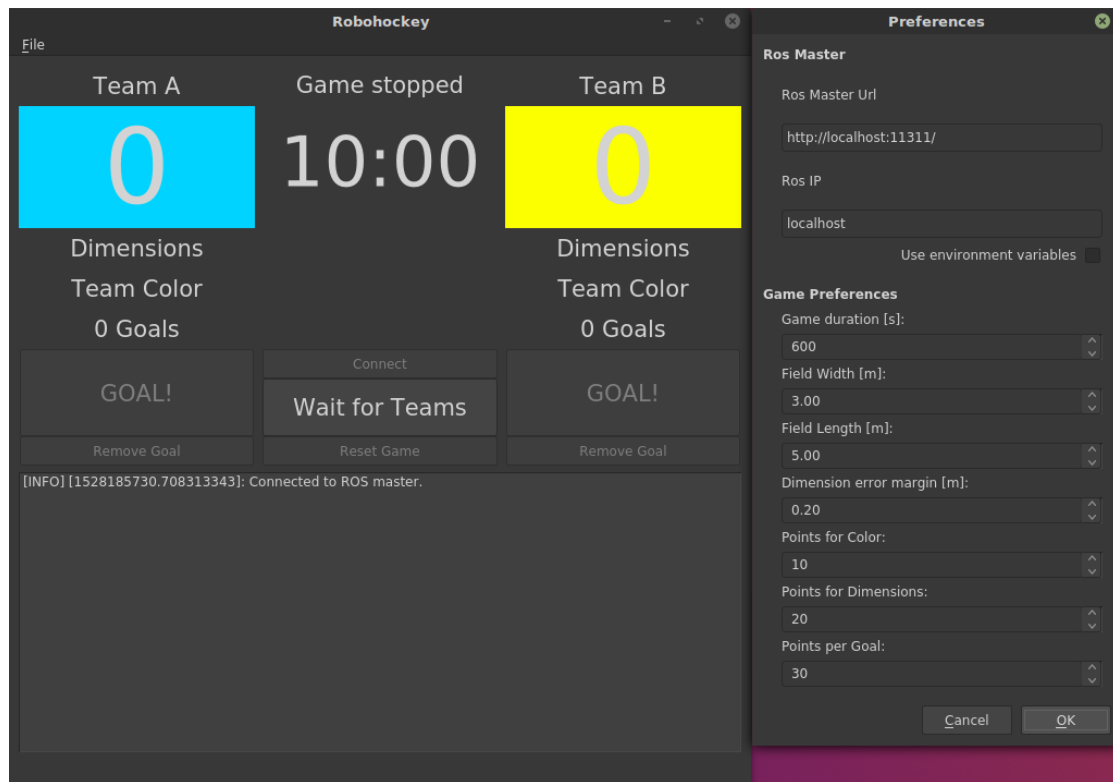 Robohockey
File
Team A
Game stopped
Team B
0
10:00
0
Dimensions
Dimensions
Team Color
Team Color
0 Goals
0 Goals
GOAL!
Connect
GOAL!
Wait for Teams
Remove Goal
Reset Game
Remove Goal
[INFO] [1528185730.708313343]: Connected to ROS master.
Preferences
Ros Master
Ros Master Url
http://localhost:11311/
Ros IP
localhost
Use environment variables
Game Preferences
Game duration [s]:
600
Field Width [m]:
3.00
Field Length [m]:
5.00
Dimension error margin [m]:
0.20
Points for Color:
10
Points for Dimensions:
20
Points per Goal:
30
Cancel
OK